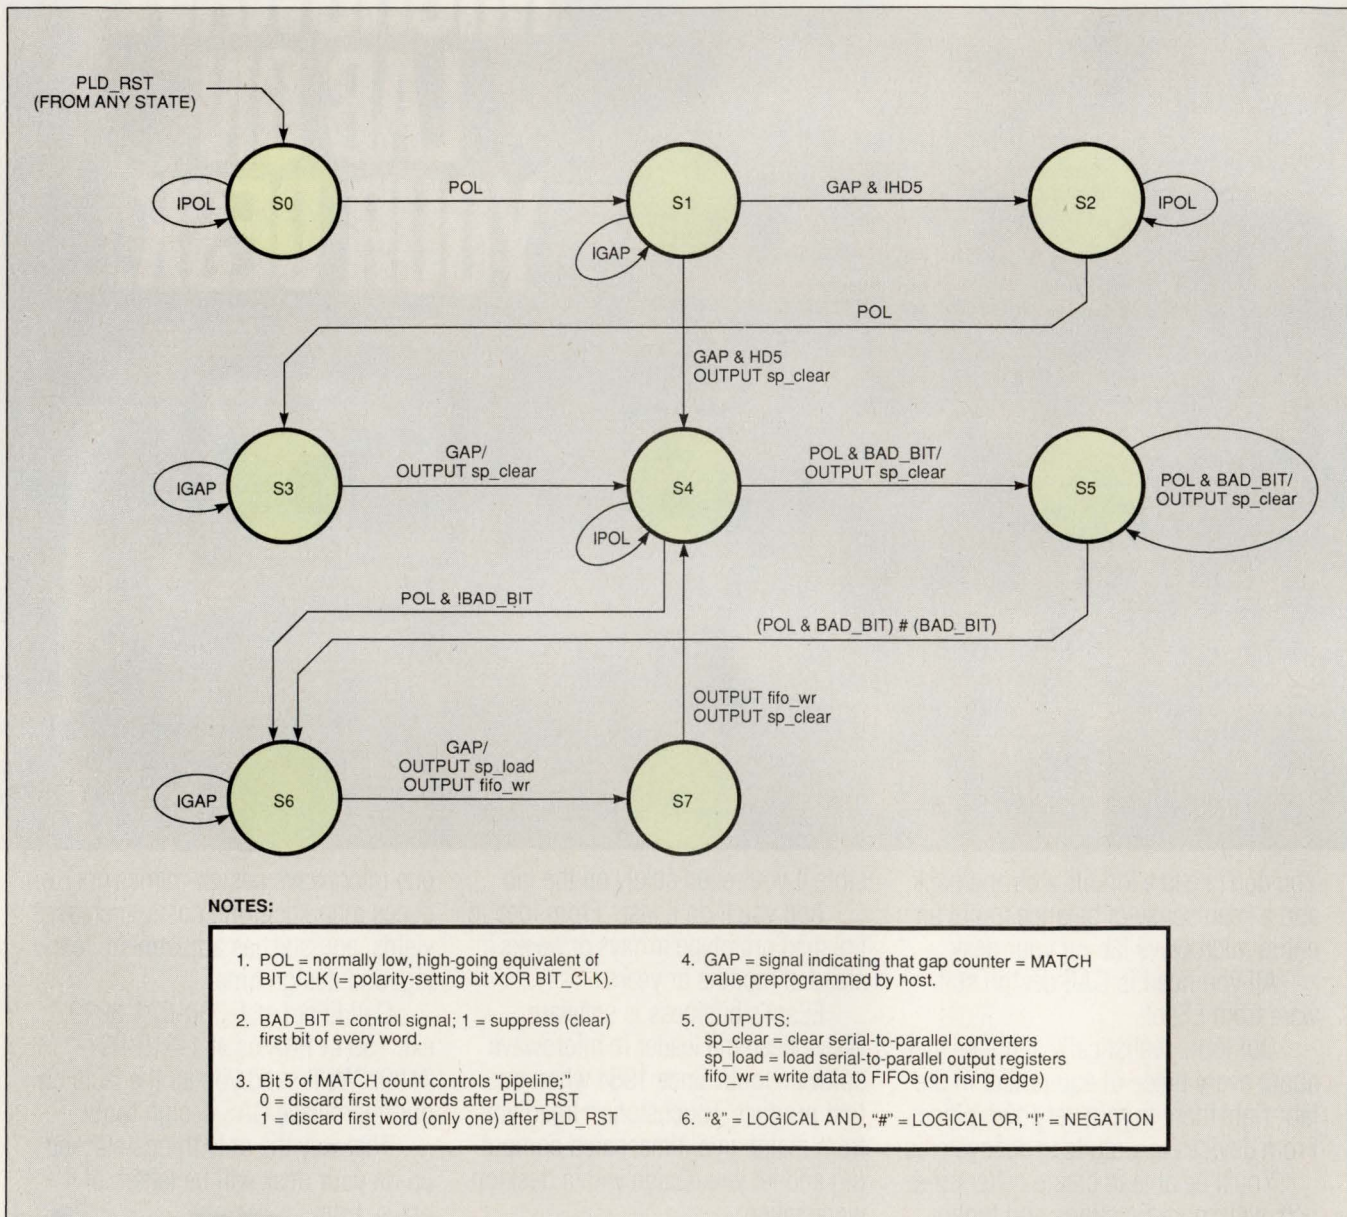 PLD_RST
(FROM ANY STATE)
IPOL
S0
POL
S1
GAP & IHD5
S2
IPOL
IGAP
POL
GAP & HD5
OUTPUT sp_clear
IGAP
S3
GAP/
OUTPUT sp_clear
S4
POL & BAD_BIT/
OUTPUT sp_clear
S5
POL & BAD_BIT/
OUTPUT sp_clear
IPOL
POL & !BAD_BIT
(POL & BAD_BIT) # (BAD_BIT)
OUTPUT fifo_wr
OUTPUT sp_clear
IGAP
S6
GAP/
OUTPUT sp_load
OUTPUT fifo_wr
S7
NOTES:
1. POL = normally low, high-going equivalent of
BIT_CLK (= polarity-setting bit XOR BIT_CLK).
2. BAD_BIT = control signal; 1 = suppress (clear)
first bit of every word.
3. Bit 5 of MATCH count controls "pipeline;"
0 = discard first two words after PLD_RST
1 = discard first word (only one) after PLD_RST
4. GAP = signal indicating that gap counter = MATCH
value preprogrammed by host.
5. OUTPUTS:
sp_clear = clear serial-to-parallel converters
sp_load = load serial-to-parallel output registers
fifo_wr = write data to FIFOs (on rising edge)
6. "&" = LOGICAL AND, "#" = LOGICAL OR, "!" = NEGATION